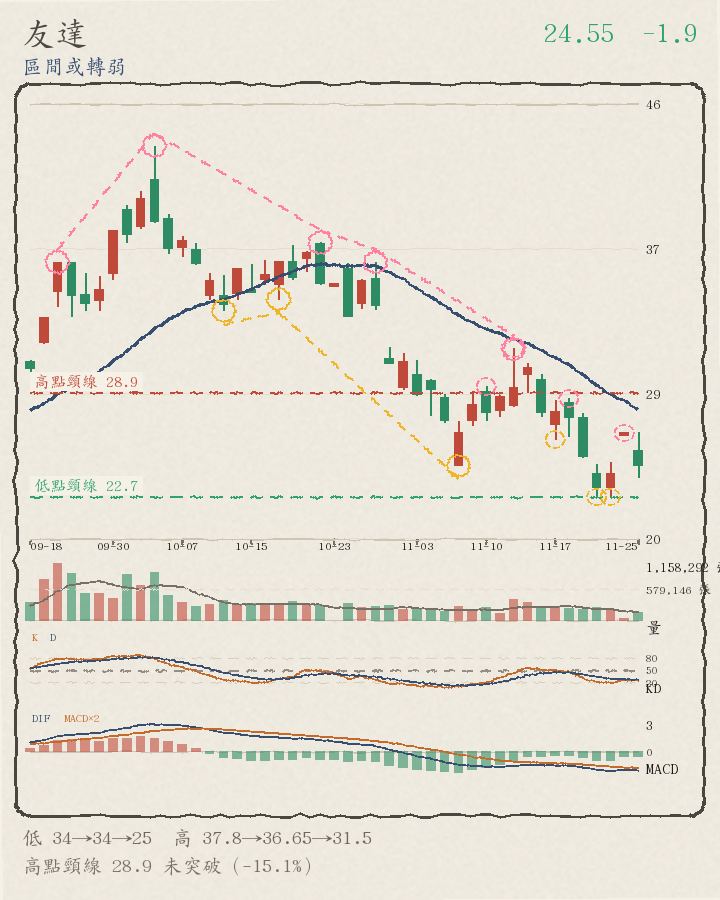 友達
24.55 -1.9
區間或轉弱
46
37
高點頸線 28.9
29
低點頸線 22.7
20
09-18 09-30 10-07 10-15 10-23 11-03 11-10 11-17 11-25
1,158,292
579,146 張
量
K D
80
50
KD
DIF MACD×2
3
0
MACD
低 34→34→25 高 37.8→36.65→31.5
高點頸線 28.9 未突破 (-15.1%)